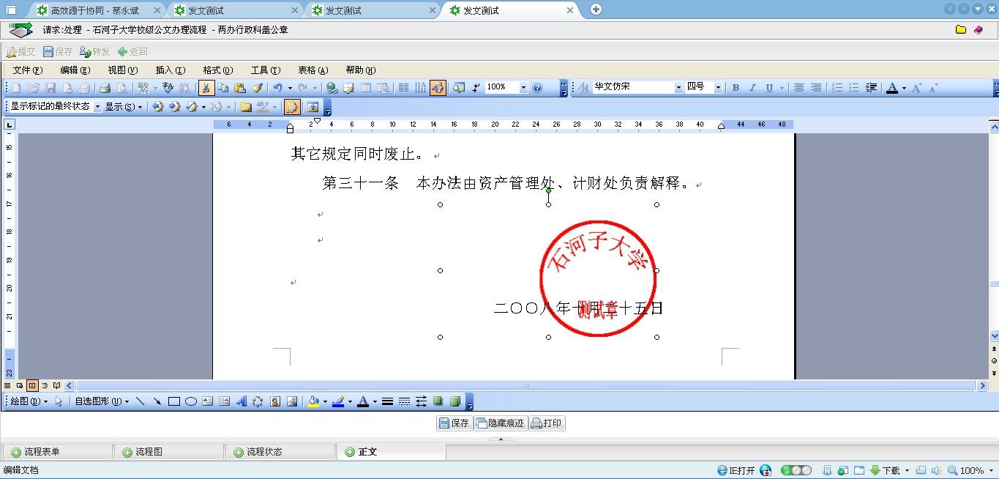 高效源于协同 - 蔡永斌
发文测试
发文测试
发文测试
请求:处理 - 石河子大学校级公文办理流程 - 两办行政科盖公章
提交 保存 转发 返回
文件(F) 编辑(E) 视图(V) 插入(I) 格式(O) 工具(T) 表格(A) 帮助(H)
繁 100% 华文仿宋 四号 B I U A A A
显示标记的最终状态 显示(S)
L 6 4 2 2 4 6 8 10 12 14 16 18 20 22 24 26 28 30 32 34 36 38 40 44 46 48
15
16
17
18
19
20
21
23
其它规定同时废止。
第三十一条 本办法由资产管理处、计财处负责解释。
石河子大学
测试章
二〇〇八年十月二十五日
绘图(D) 自选图形(U) A
保存 隐藏痕迹 打印
流程表单 流程图 流程状态 正文
编辑文档 IE打开 下载 100%